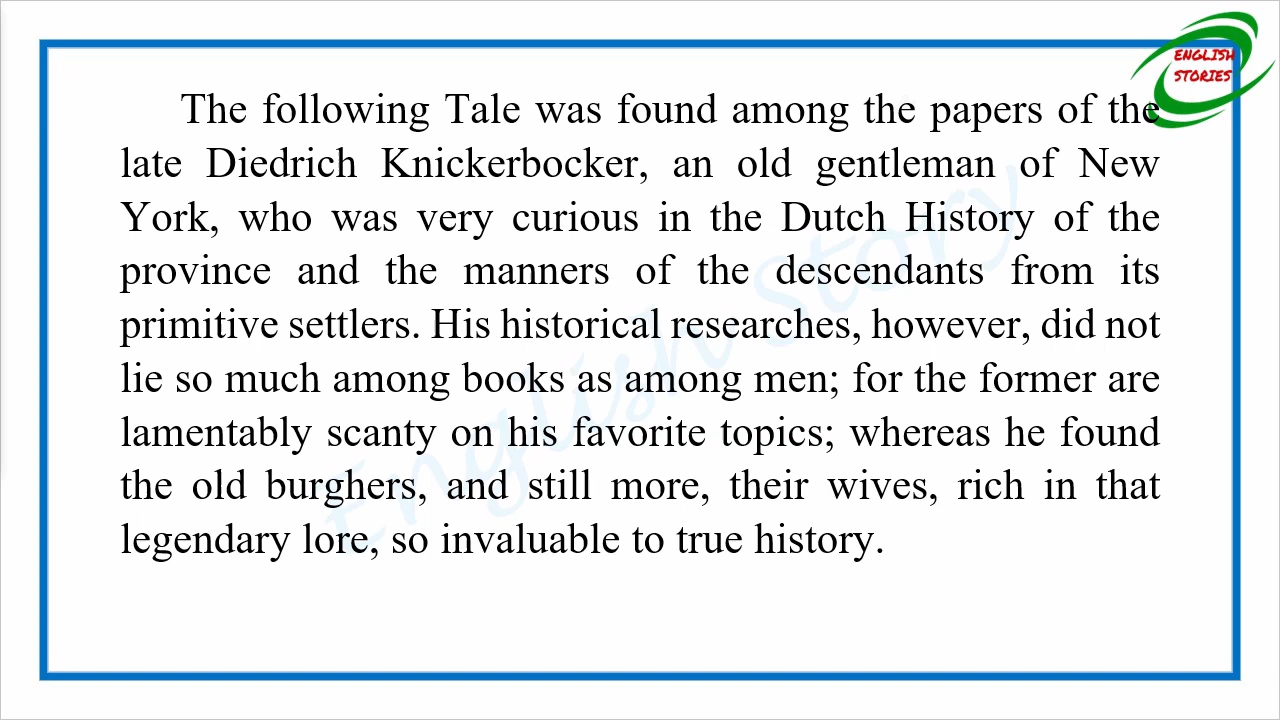 ENGLISH
STORIES
The following Tale was found among the papers of the
late Diedrich Knickerbocker, an old gentleman of New
York, who was very curious in the Dutch History of the
province and the manners of the descendants from its
primitive settlers. His historical researches, however, did not
lie so much among books as among men; for the former are
lamentably scanty on his favorite topics; whereas he found
the old burghers, and still more, their wives, rich in that
legendary lore, so invaluable to true history.
English Story